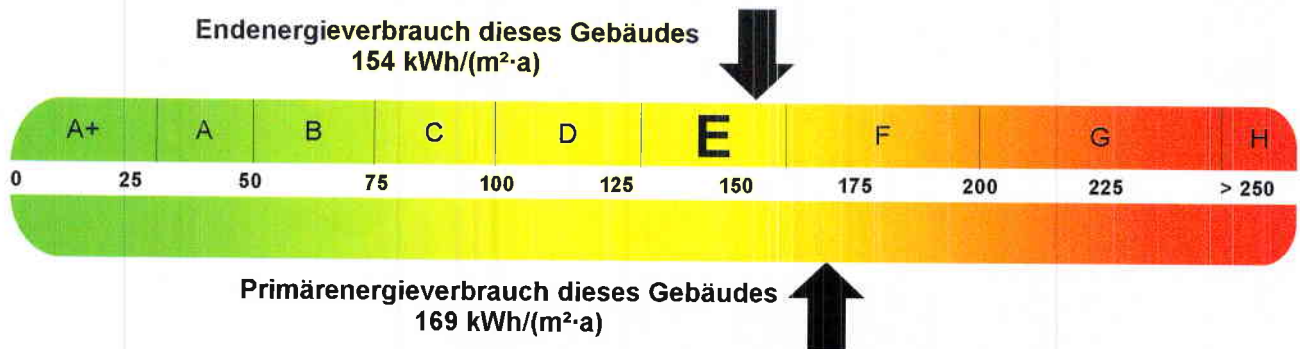 Endenergieverbrauch dieses Gebäudes
154 kWh/(m²·a)
A+ A B C D E F G H
0 25 50 75 100 125 150 175 200 225 > 250
Primärenergieverbrauch dieses Gebäudes
169 kWh/(m²·a)